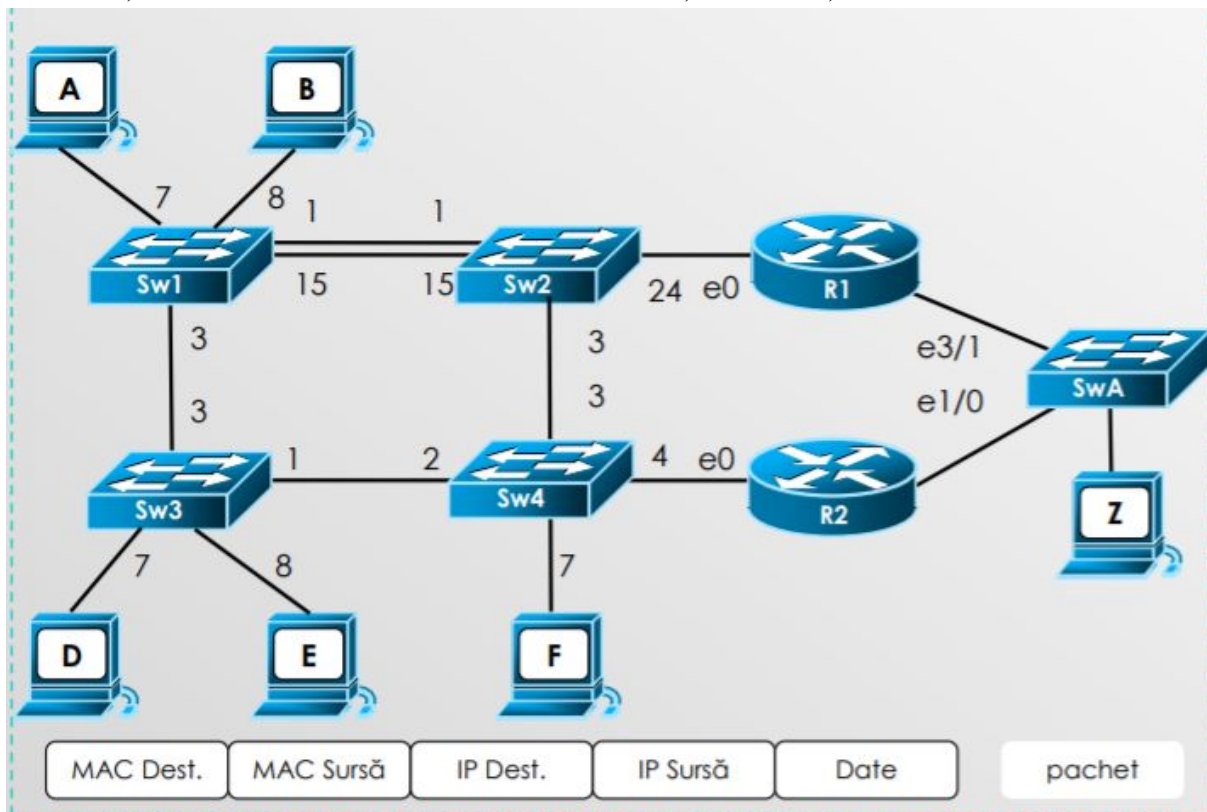 A B
7 8 1 1
15 15 24 e0
Sw1 Sw2 R1
3 3 e3/1
SwA
3 3 e1/0
1 2 4 e0
Sw3 Sw4 R2 Z
7 8 7
D E F
MAC Dest. MAC Sursă IP Dest. IP Sursă Date pachet